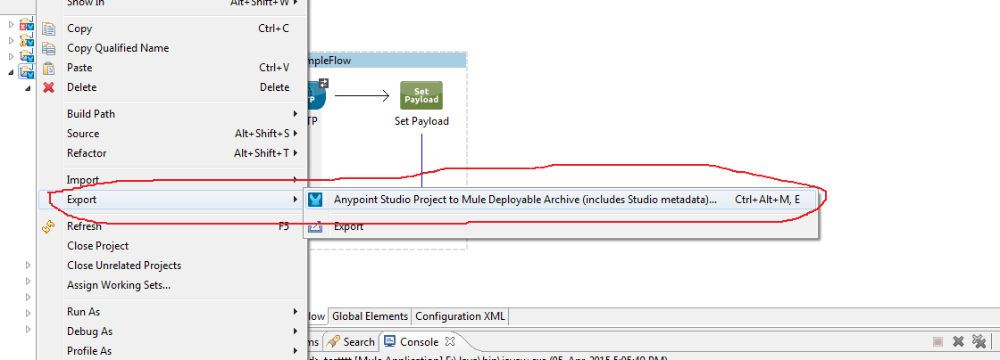 Show In Alt+Shift+W
Copy Ctrl+C
Copy Qualified Name
Paste Ctrl+V
Delete Delete
Build Path
Source Alt+Shift+S
Refactor Alt+Shift+T
Import
Export
Refresh F5
Close Project
Close Unrelated Projects
Assign Working Sets...
Run As
Debug As
Profile As
Anypoint Studio Project to Mule Deployable Archive (includes Studio metadata)... Ctrl+Alt+M, E
Export
mpleFlow
TP
Set
Payload
Set Payload
low Global Elements Configuration XML
ms Search Console
[Mule Application]